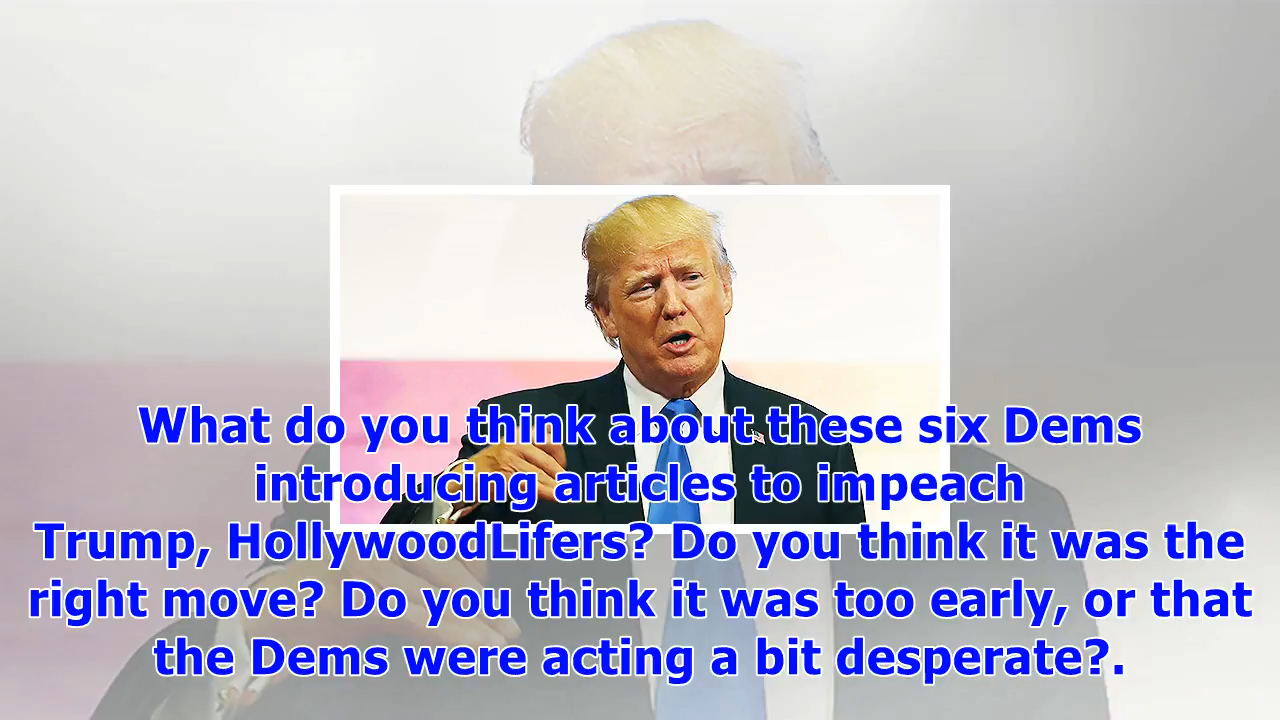 What do you think about these six Dems
introducing articles to impeach
Trump, HollywoodLifers? Do you think it was the
right move? Do you think it was too early, or that
the Dems were acting a bit desperate?.